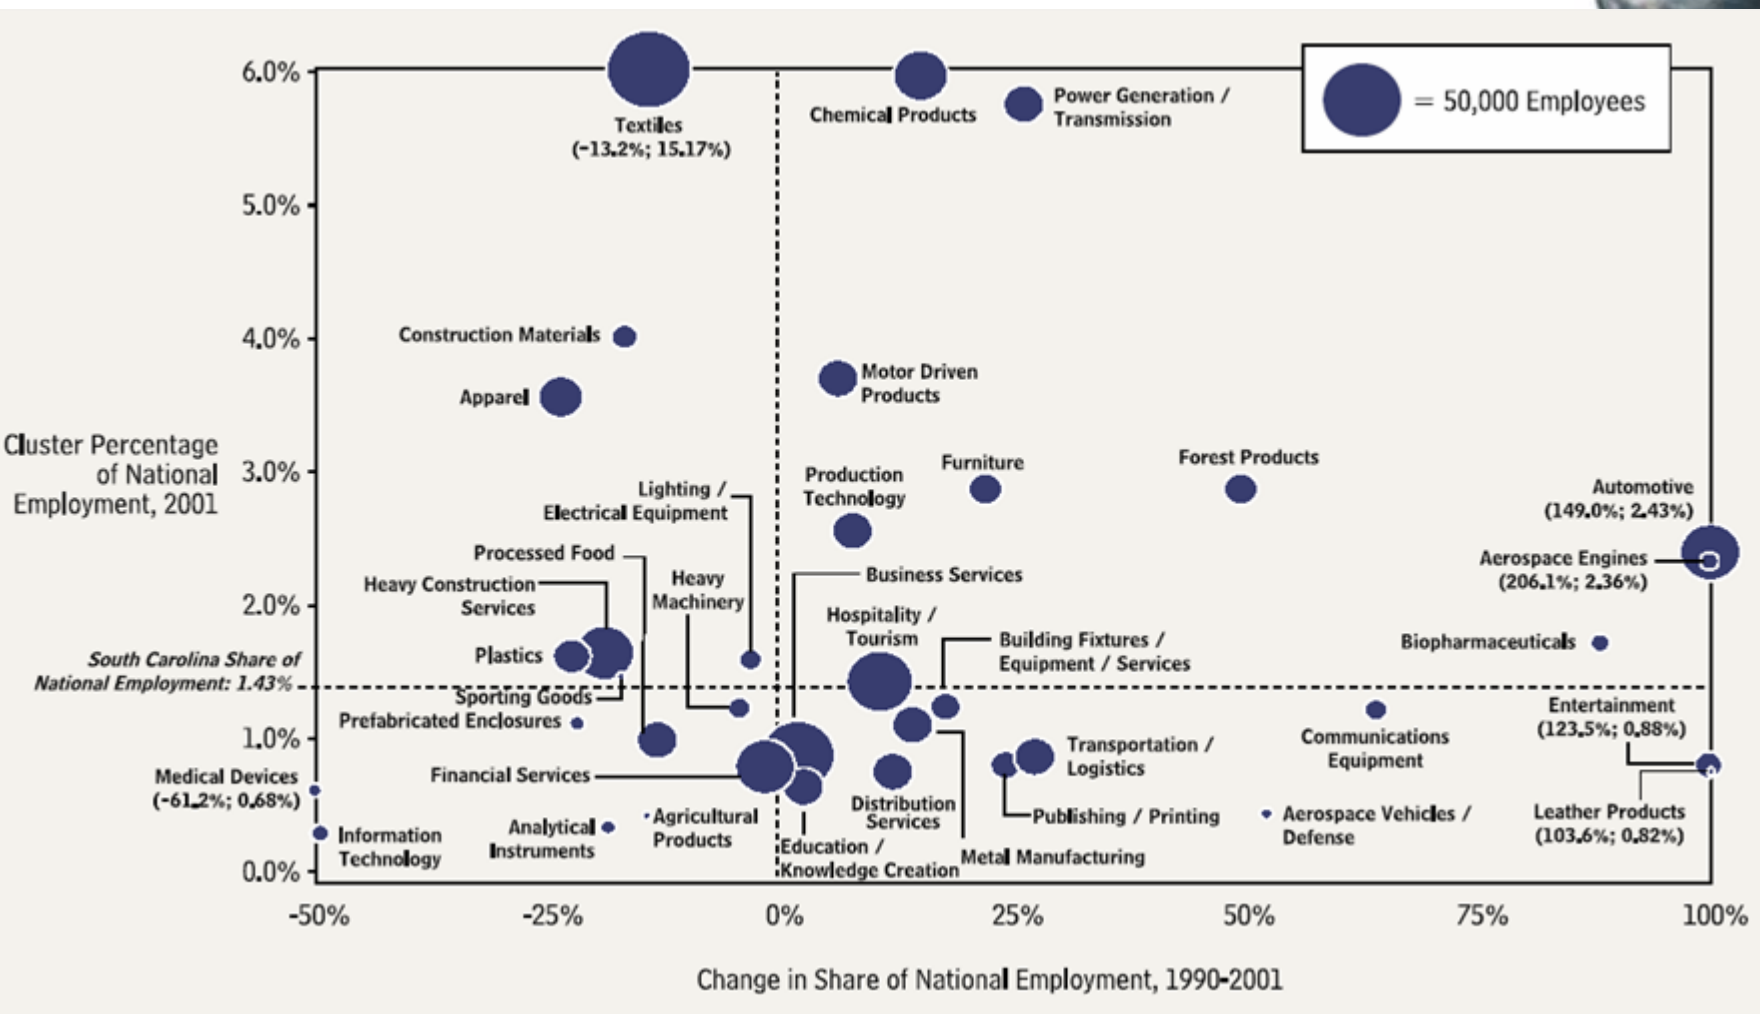 6.0%
5.0%
4.0%
3.0%
2.0%
1.0%
0.0%
Cluster Percentage
of National
Employment, 2001
South Carolina Share of
National Employment: 1.43%
= 50,000 Employees
Textiles
(-13.2%; 15.17%)
Chemical Products
Power Generation /
Transmission
Construction Materials
Apparel
Motor Driven
Products
Production
Technology
Furniture
Forest Products
Automotive
(149.0%; 2.43%)
Aerospace Engines
(206.1%; 2.36%)
Lighting /
Electrical Equipment
Processed Food
Heavy Construction
Services
Heavy
Machinery
Business Services
Hospitality /
Tourism
Building Fixtures /
Equipment / Services
Biopharmaceuticals
Plastics
Sporting Goods
Prefabricated Enclosures
Entertainment
(123.5%; 0.88%)
Communications
Equipment
Transportation /
Logistics
Medical Devices
(-61.2%; 0.68%)
Financial Services
Distribution
Services
Publishing / Printing
Aerospace Vehicles /
Defense
Leather Products
(103.6%; 0.82%)
Information
Technology
Analytical
Instruments
Agricultural
Products
Education /
Knowledge Creation
Metal Manufacturing
-50%
-25%
0%
25%
50%
75%
100%
Change in Share of National Employment, 1990-2001